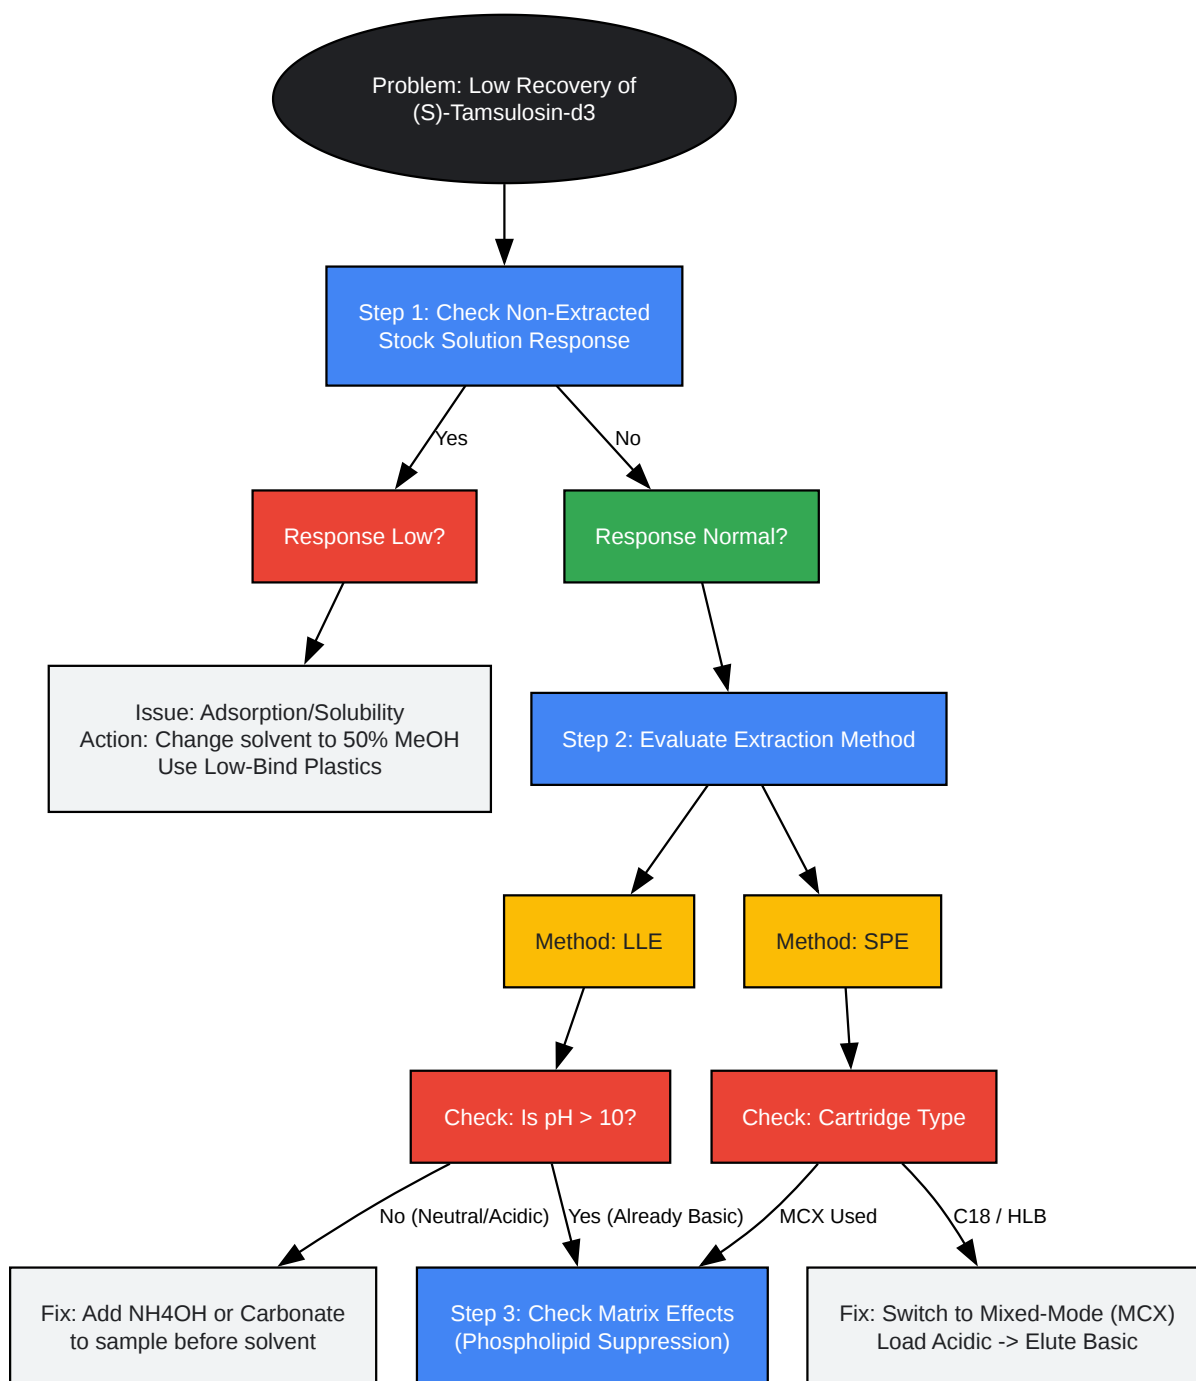 Problem: Low Recovery of
(S)-Tamsulosin-d3
Step 1: Check Non-Extracted
Stock Solution Response
Yes
No
Response Low?
Response Normal?
Issue: Adsorption/Solubility
Action: Change solvent to 50% MeOH
Use Low-Bind Plastics
Step 2: Evaluate Extraction Method
Method: LLE
Method: SPE
Check: Is pH > 10?
Check: Cartridge Type
No (Neutral/Acidic)
Yes (Already Basic)
MCX Used
C18 / HLB
Fix: Add NH4OH or Carbonate
to sample before solvent
Step 3: Check Matrix Effects
(Phospholipid Suppression)
Fix: Switch to Mixed-Mode (MCX)
Load Acidic -> Elute Basic